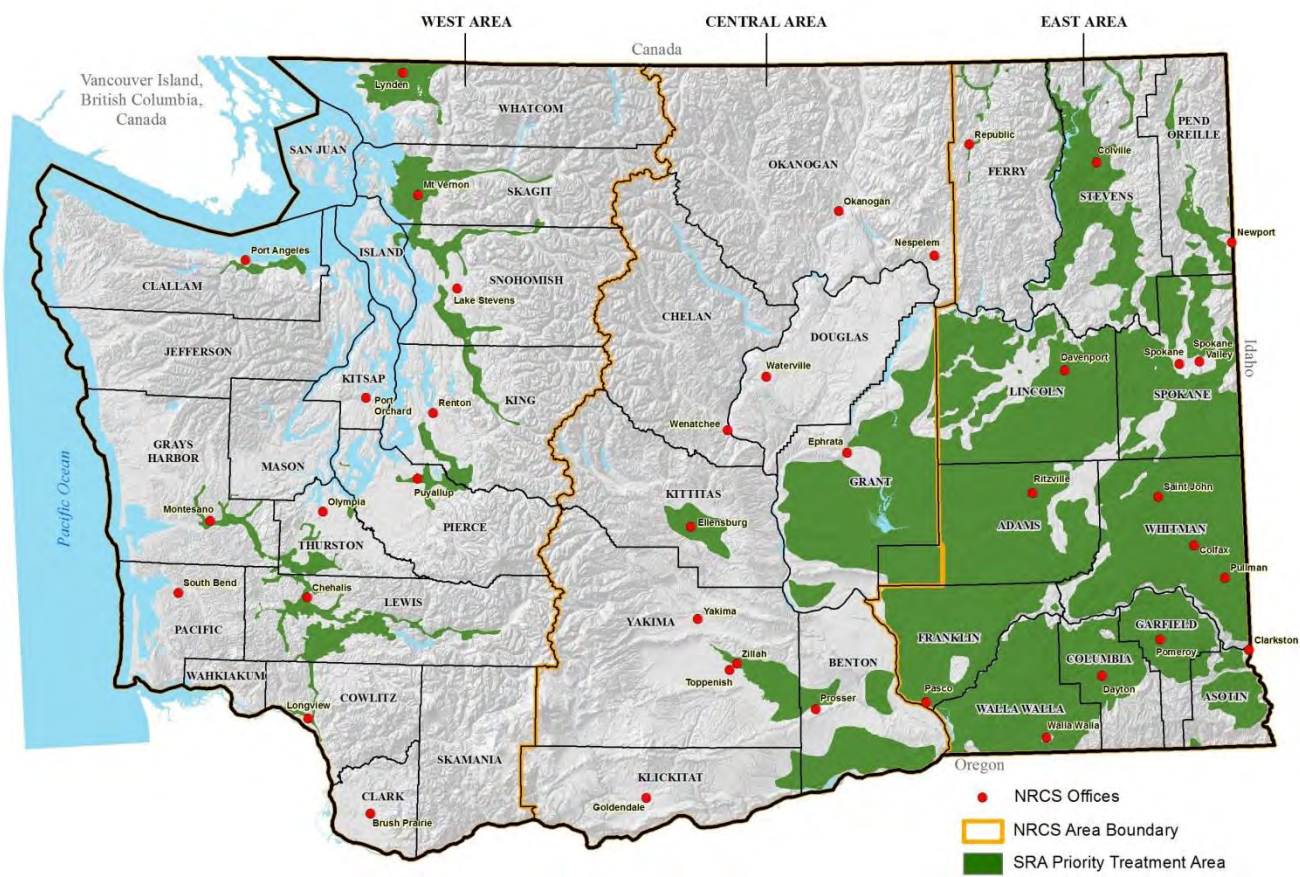 WEST AREA
CENTRAL AREA
EAST AREA
Canada
Vancouver Island,
British Columbia,
Canada
Lynden
WHATCOM
SAN JUAN
OKANOGAN
Republic
FERRY
Colville
STEVENS
PEND
OREILLE
Mt Vernon
SKAGIT
Okanogan
Newport
Port Angeles
ISLAND
CLALLAM
SNOHOMISH
Lake Stevens
Nespelem
CHELAN
DOUGLAS
JEFFERSON
KITSAP
Port
Orchard
Renton
KING
Waterville
Davenport
LINCOLN
Spokane
Spokane
Valley
SPOKANE
Idaho
Wenatchee
Ephrata
GRANT
GRAYS
HARBOR
MASON
Pacific Ocean
Puyallup
KITTITAS
Ritzville
Saint John
Montesano
Olympia
PIERCE
Ellensburg
ADAMS
WHITMAN
THURSTON
Colfax
Pullman
South Bend
Chehalis
LEWIS
PACIFIC
YAKIMA
Yakima
FRANKLIN
GARFIELD
Pomeroy
Clarkston
Zillah
Toppenish
BENTON
COLUMBIA
Dayton
WAHKIAKUM
COWLITZ
Longview
Prosser
Pasco
WALLA WALLA
ASOTIN
Walla Walla
SKAMANIA
KLICKITAT
Goldendale
Oregon
CLARK
Brush Prairie
NRCS Offices
NRCS Area Boundary
SRA Priority Treatment Area